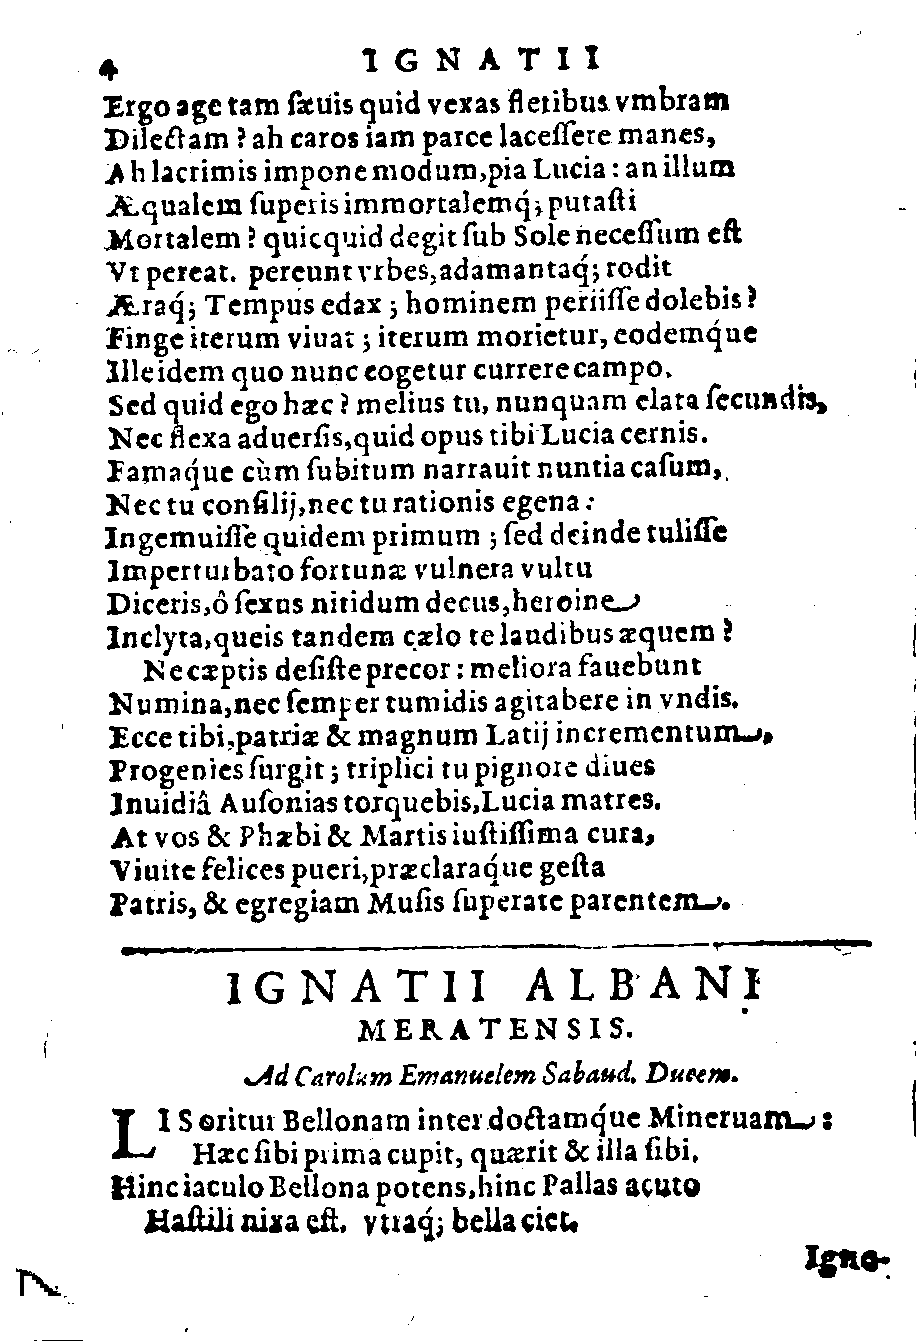 4 IGNATII
Ergo age tam sæuis quid vexas fletibus vmbram
Dilectam ? ah caros iam parce lacessere manes,
Ah lacrimis impone modum, pia Lucia : an illum
Æqualem superis immortalemq́; putasti
Mortalem ? quicquid degit sub Sole necessum est
Vt pereat. pereunt vrbes, adamantaq́; rodit
Æraq́; Tempus edax ; hominem periisse dolebis ?
Finge iterum viuat ; iterum morietur, eodemq́ue
Ille idem quo nunc cogetur currere campo.
Sed quid ego hæc ? melius tu, nunquam elata secundis,
Nec flexa aduersis, quid opus tibi Lucia cernis.
Famaq́ue cùm subitum narrauit nuntia casum,
Nec tu consilij, nec tu rationis egena :
Ingemuisse quidem primum ; sed deinde tulisse
Imperturbato fortunæ vulnera vultu
Diceris, ô sexus nitidum decus, heroine
Inclyta, queis tandem cælo te laudibus æquem ?
Ne cæptis desiste precor : meliora fauebunt
Numina, nec semper tumidis agitabere in vndis.
Ecce tibi, patriæ & magnum Latij incrementum,
Progenies surgit ; triplici tu pignore diues
Inuidiâ Ausonias torquebis, Lucia matres.
At vos & Phæbi & Martis iustissima cura,
Viuite felices pueri, præclaraq́ue gesta
Patris, & egregiam Musis superate parentem.
IGNATII ALBANI
MERATENSIS.
Ad Carolum Emanuelem Sabaud. Ducem.
LIS oritur Bellonam inter doctamq́ue Mineruam :
Hæc sibi prima cupit, quærit & illa sibi.
Hinc iaculo Bellona potens, hinc Pallas acuto
Hastili nixa est. vtraq́; bella ciet.
Igno-